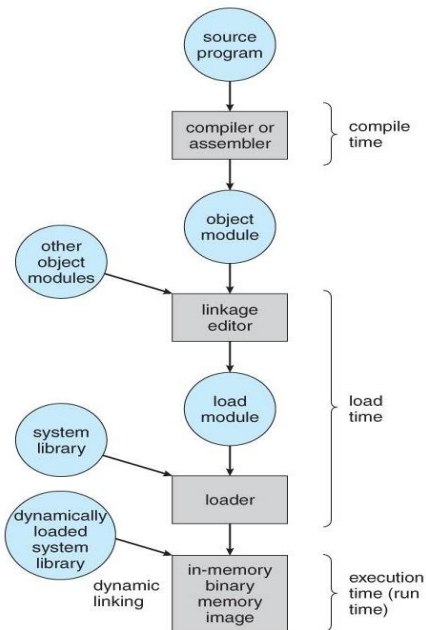 source
program
compiler or
assembler
compile
time
object
module
other
object
modules
linkage
editor
load
module
load
time
system
library
loader
dynamically
loaded
system
library
dynamic
linking
in-memory
binary
memory
image
execution
time (run
time)